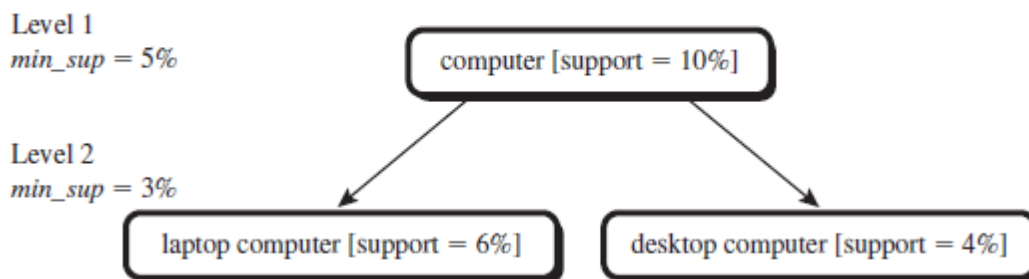 Level 1
min_sup = 5%
computer [support = 10%]
Level 2
min_sup = 3%
laptop computer [support = 6%]
desktop computer [support = 4%]